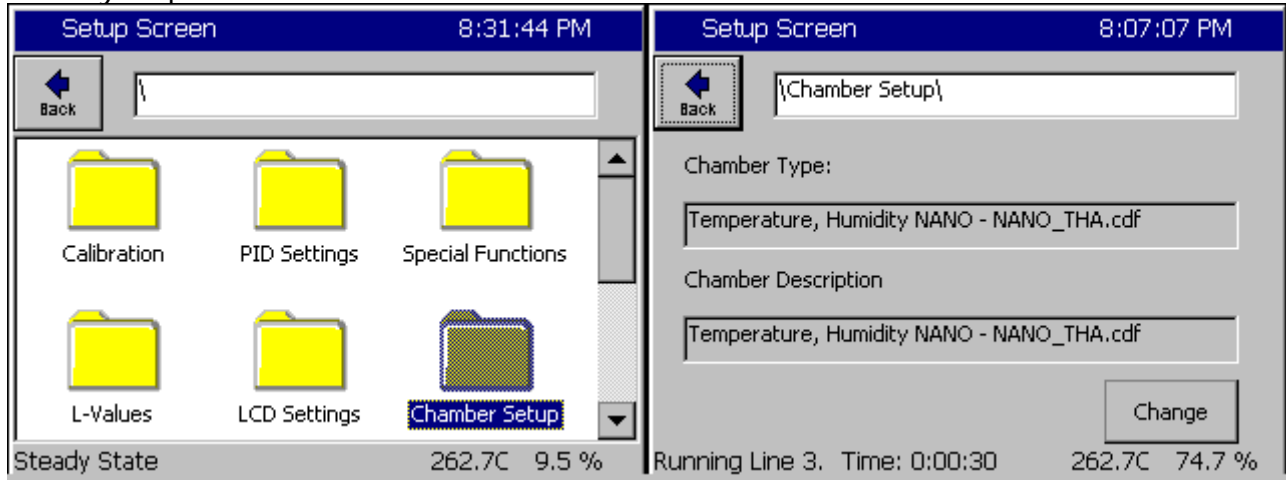 Setup Screen 8:31:44 PM
Back
\
Calibration PID Settings Special Functions
L-Values LCD Settings Chamber Setup
Steady State 262.7C 9.5 %
Setup Screen 8:07:07 PM
Back
\Chamber Setup\
Chamber Type:
Temperature, Humidity NANO - NANO_THA.cdf
Chamber Description
Temperature, Humidity NANO - NANO_THA.cdf
Change
Running Line 3. Time: 0:00:30 262.7C 74.7 %